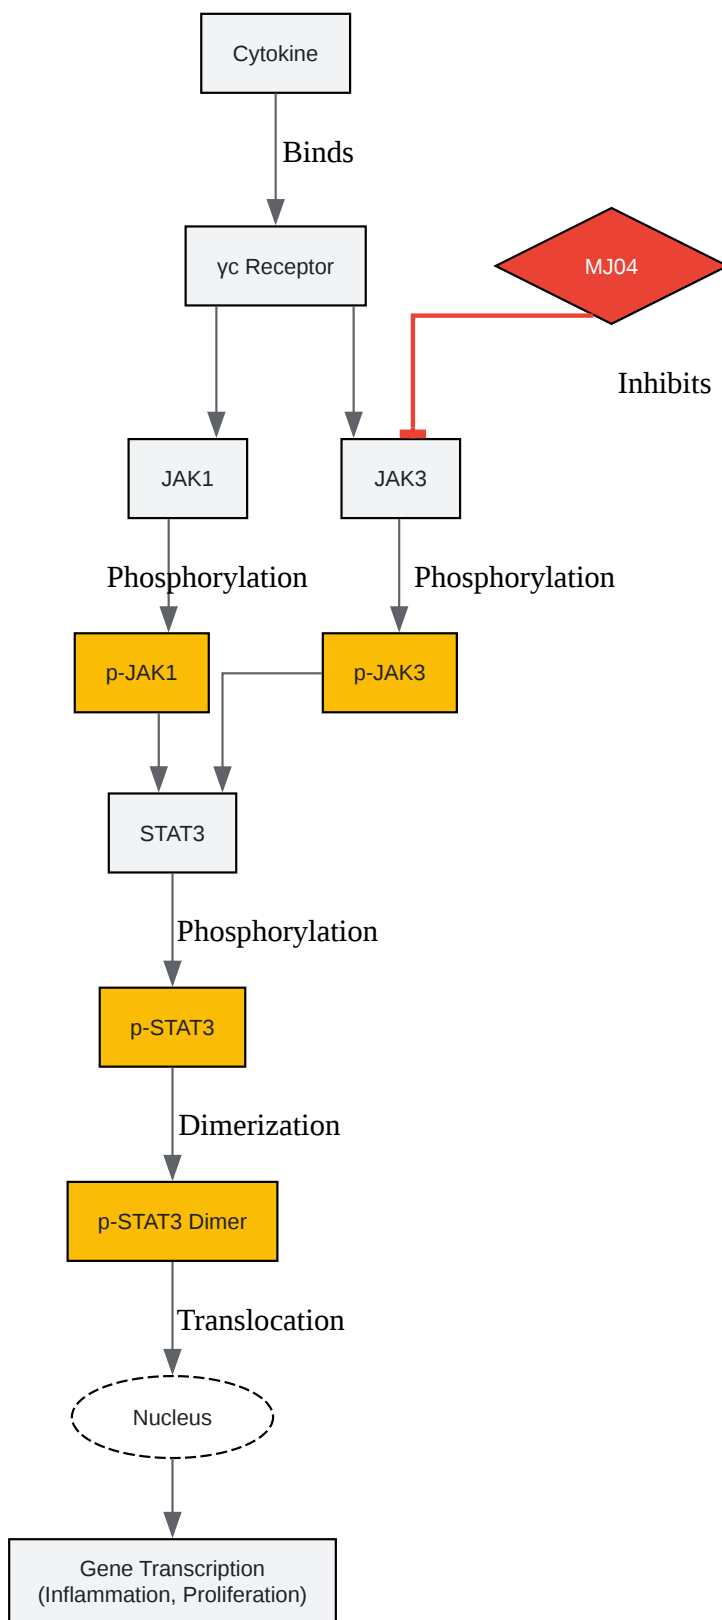 Cytokine
Binds
γc Receptor
MJ04
Inhibits
JAK1
JAK3
Phosphorylation
Phosphorylation
p-JAK1
p-JAK3
STAT3
Phosphorylation
p-STAT3
Dimerization
p-STAT3 Dimer
Translocation
Nucleus
Gene Transcription
(Inflammation, Proliferation)